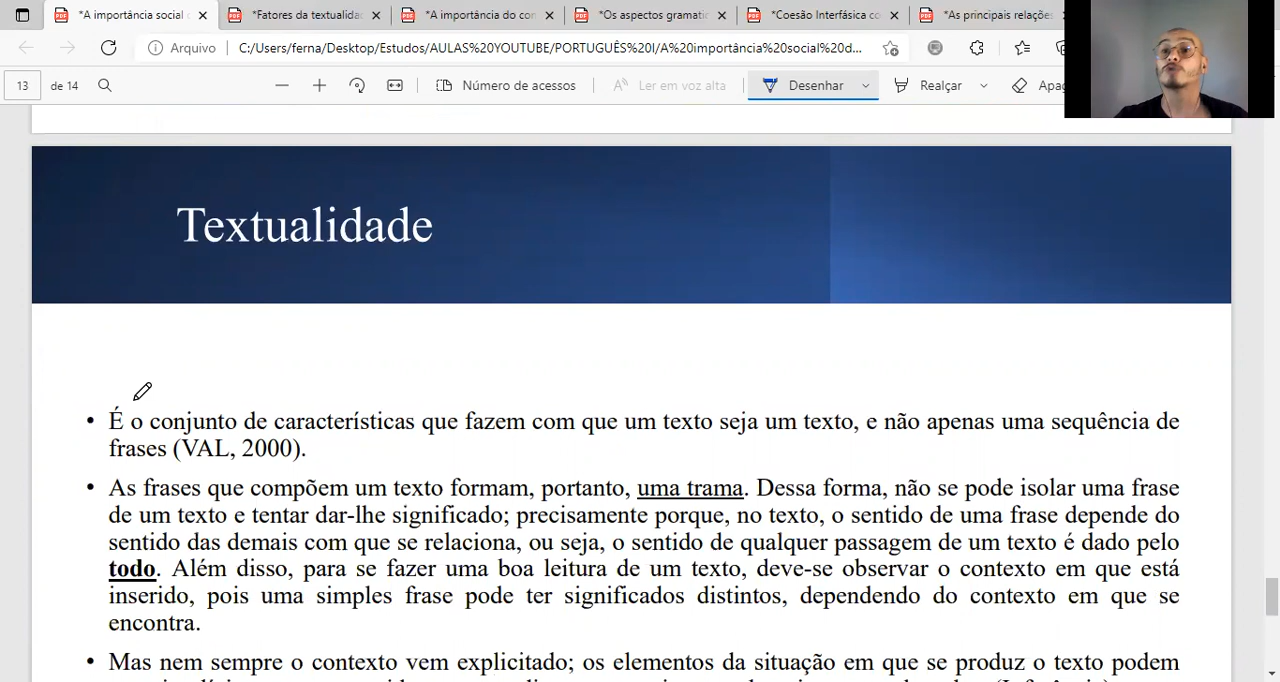 *A importância social
*Fatores da textualida
*A importância do con
*Os aspectos gramati
*Coesão Interfásica co
*As principais relaçõe
Arquivo
C:/Users/ferna/Desktop/Estudos/AULAS%20YOUTUBE/PORTUGUÊS%20I/A%20importância%20social%20d...
13 de 14
Número de acessos
Ler em voz alta
Desenhar
Realçar
Apag
Textualidade
• É o conjunto de características que fazem com que um texto seja um texto, e não apenas uma sequência de
frases (VAL, 2000).
• As frases que compõem um texto formam, portanto, uma trama. Dessa forma, não se pode isolar uma frase
de um texto e tentar dar-lhe significado; precisamente porque, no texto, o sentido de uma frase depende do
sentido das demais com que se relaciona, ou seja, o sentido de qualquer passagem de um texto é dado pelo
todo. Além disso, para se fazer uma boa leitura de um texto, deve-se observar o contexto em que está
inserido, pois uma simples frase pode ter significados distintos, dependendo do contexto em que se
encontra.
• Mas nem sempre o contexto vem explicitado; os elementos da situação em que se produz o texto podem